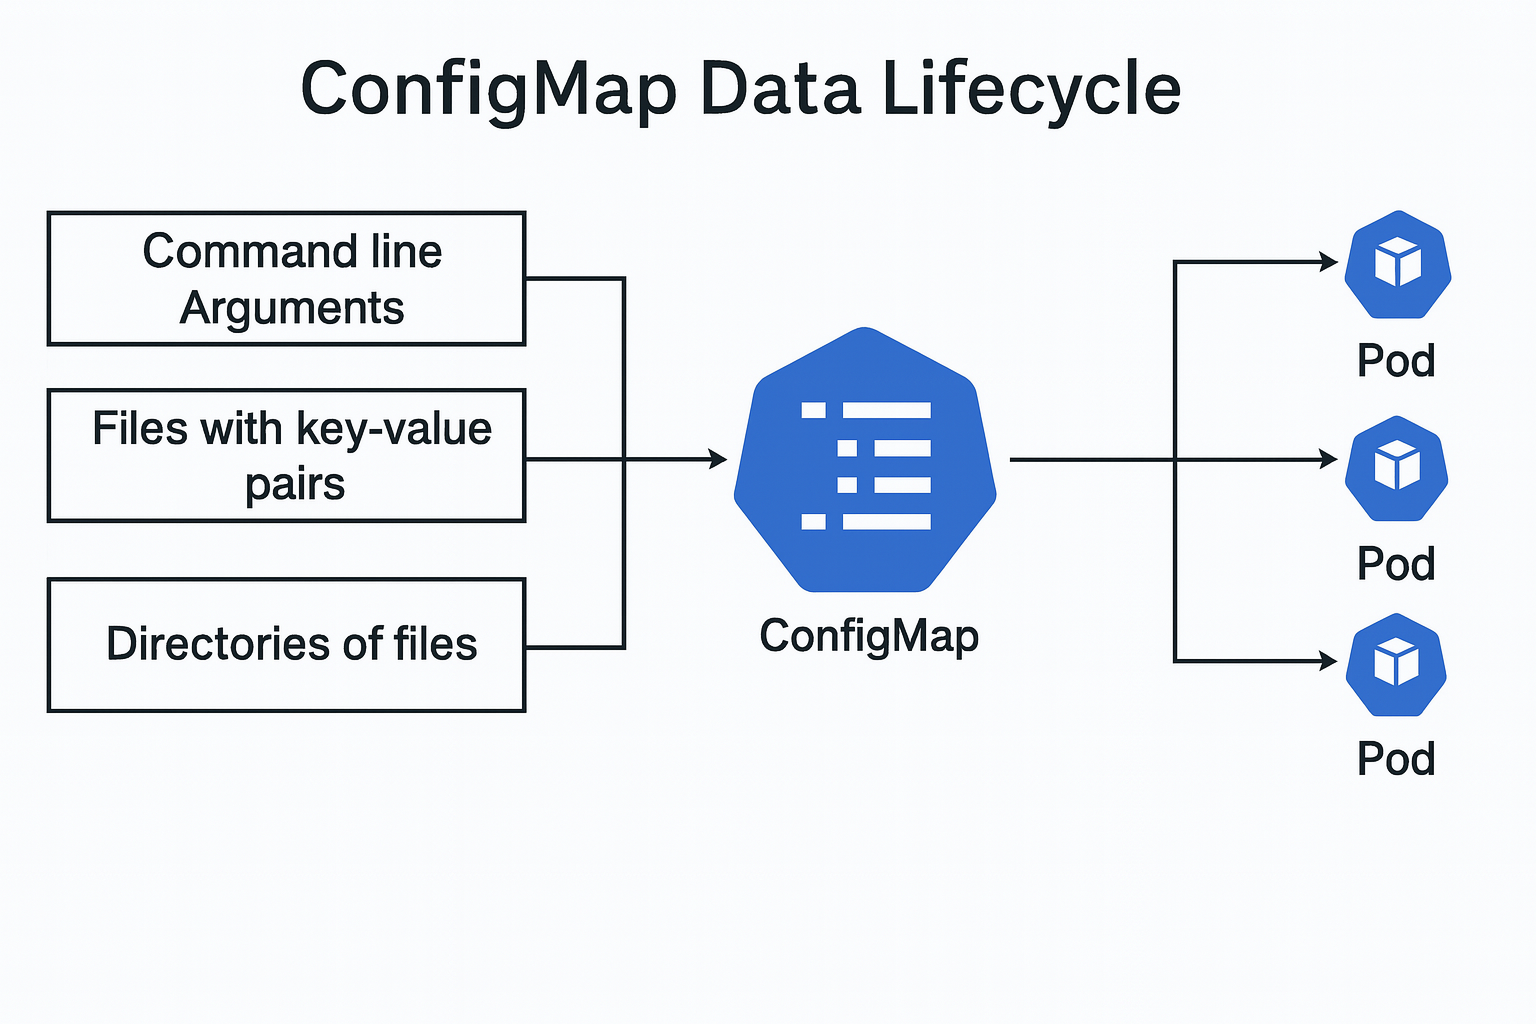 ConfigMap Data Lifecycle
Command line
Arguments
Files with key-value
pairs
Directories of files
ConfigMap
Pod
Pod
Pod